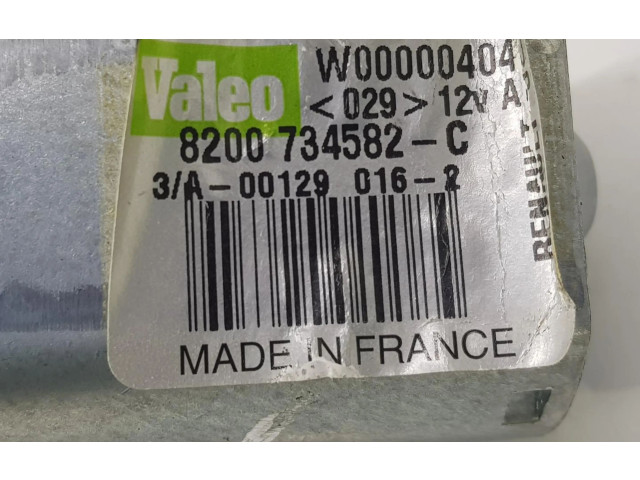 Valeo W00000404
<029> 12V A
8200 734582-C
3/A-00129 016-2
MADE IN FRANCE
RENAULT